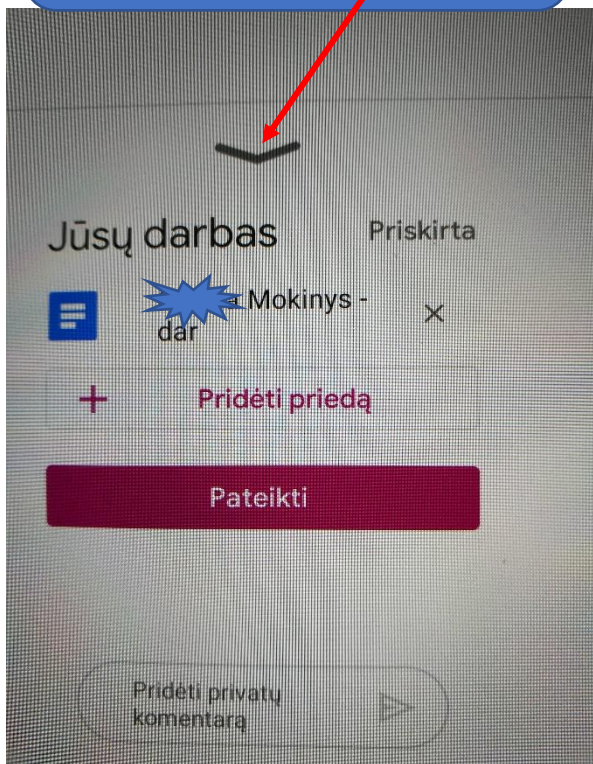 Jūsų darbas
Priskirta
Mokinys -
dar
Pridėti priedą
Pateikti
Pridėti privatų
komentarą